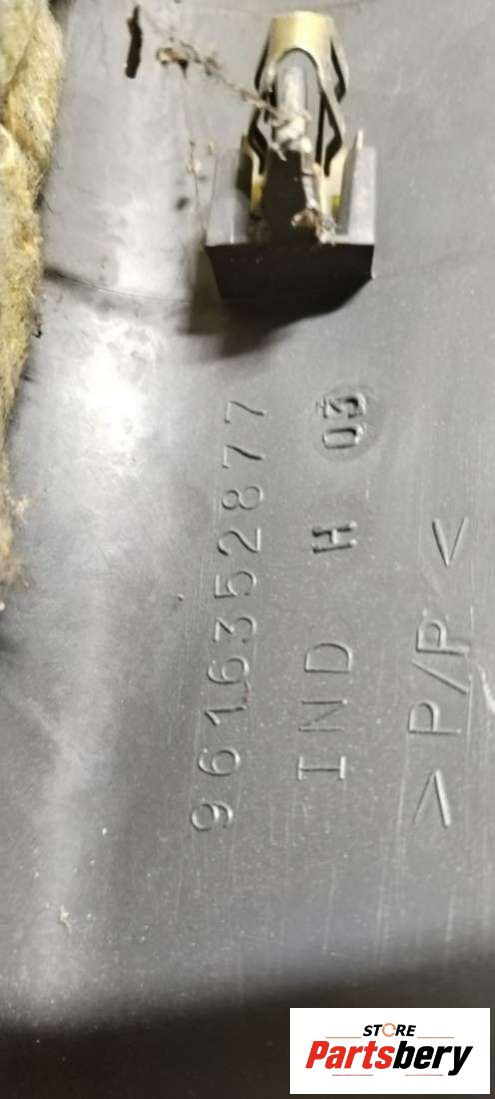 9616352877
IND H 03
>P/P<
STORE
Partsbery